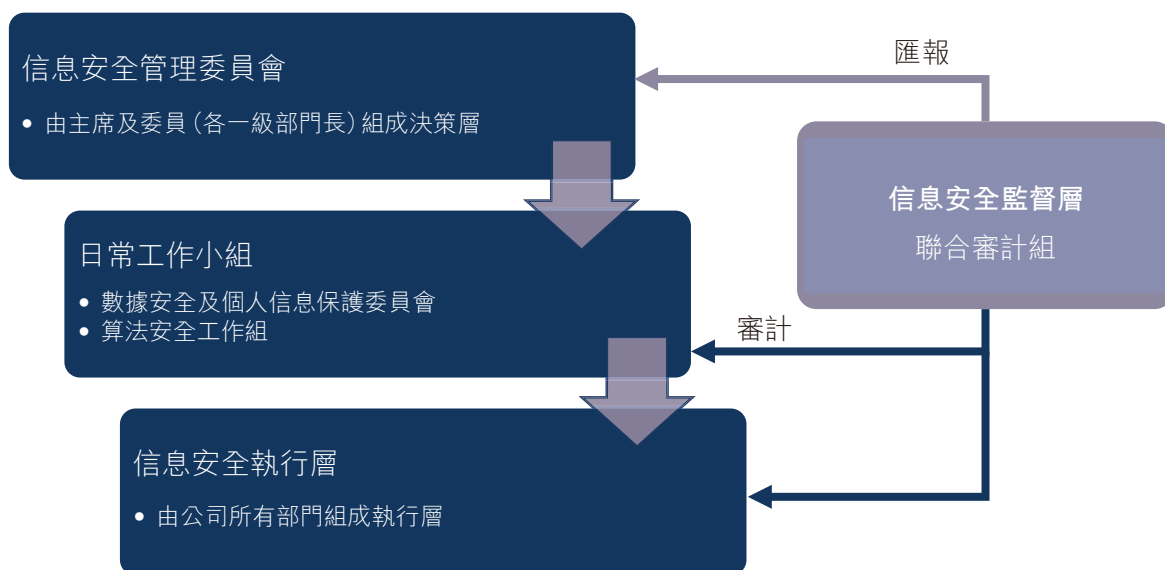 信息安全管理委員會
• 由主席及委員(各一級部門長)組成決策層
匯報
信息安全監督層
聯合審計組
日常工作小組
• 數據安全及個人信息保護委員會
• 算法安全工作組
審計
信息安全執行層
• 由公司所有部門組成執行層